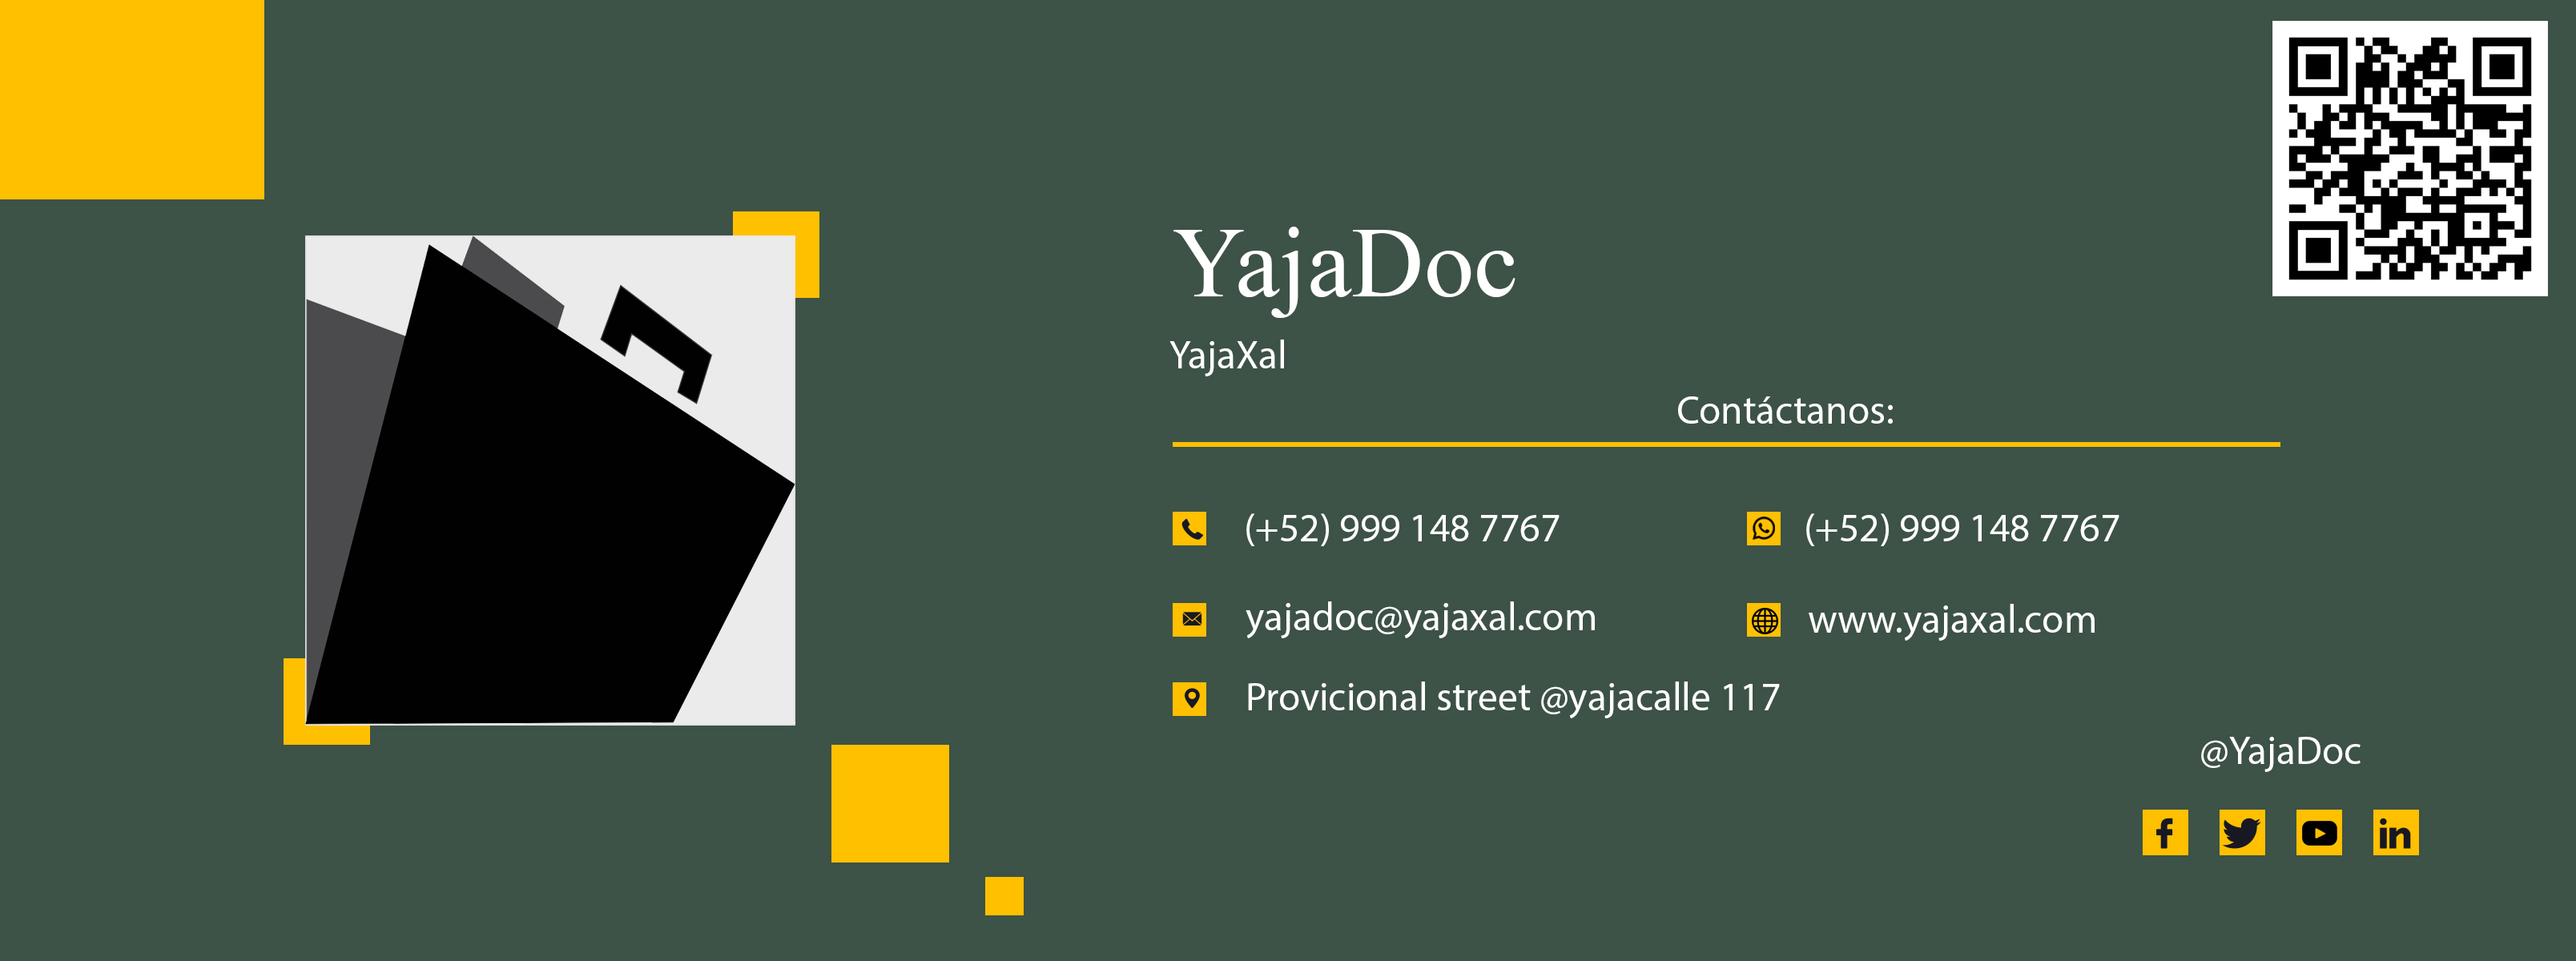 YajaDoc
YajaXal
Contáctanos:
(+52) 999 148 7767
(+52) 999 148 7767
yajadoc@yajaxal.com
www.yajaxal.com
Provicional street @yajacalle 117
@YajaDoc